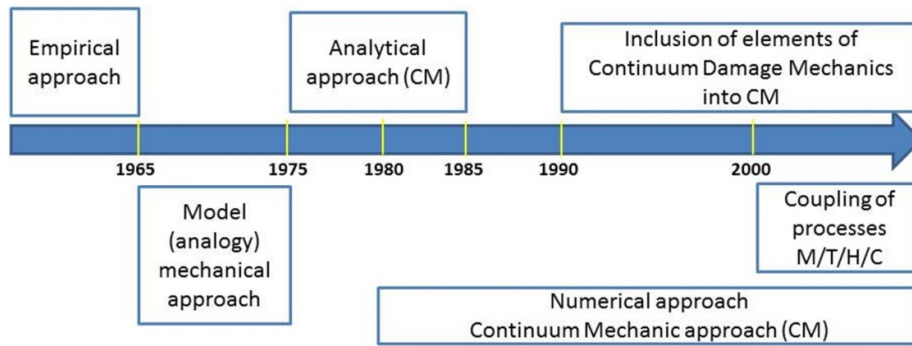 Empirical
approach
Analytical
approach (CM)
Inclusion of elements of
Continuum Damage Mechanics
into CM
1965
1975
1980
1985
1990
2000
Model
(analogy)
mechanical
approach
Coupling of
processes
M/T/H/C
Numerical approach
Continuum Mechanic approach (CM)